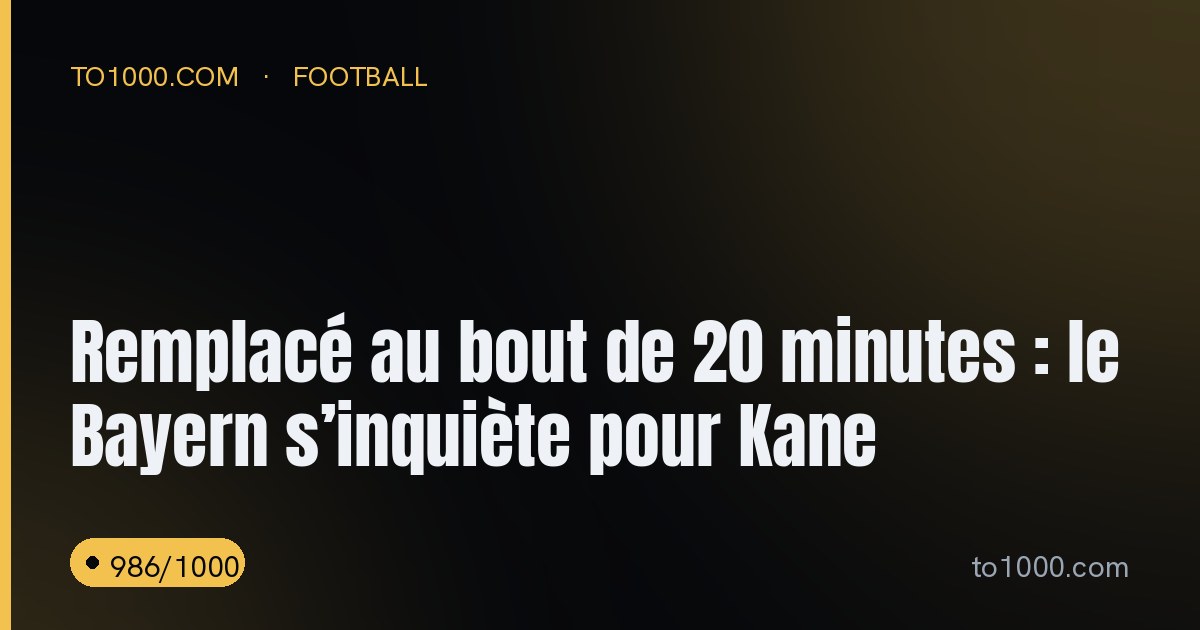 TO1000.COM · FOOTBALL
Remplacé au bout de 20 minutes : le
Bayern s’inquiète pour Kane
986/1000
to1000.com